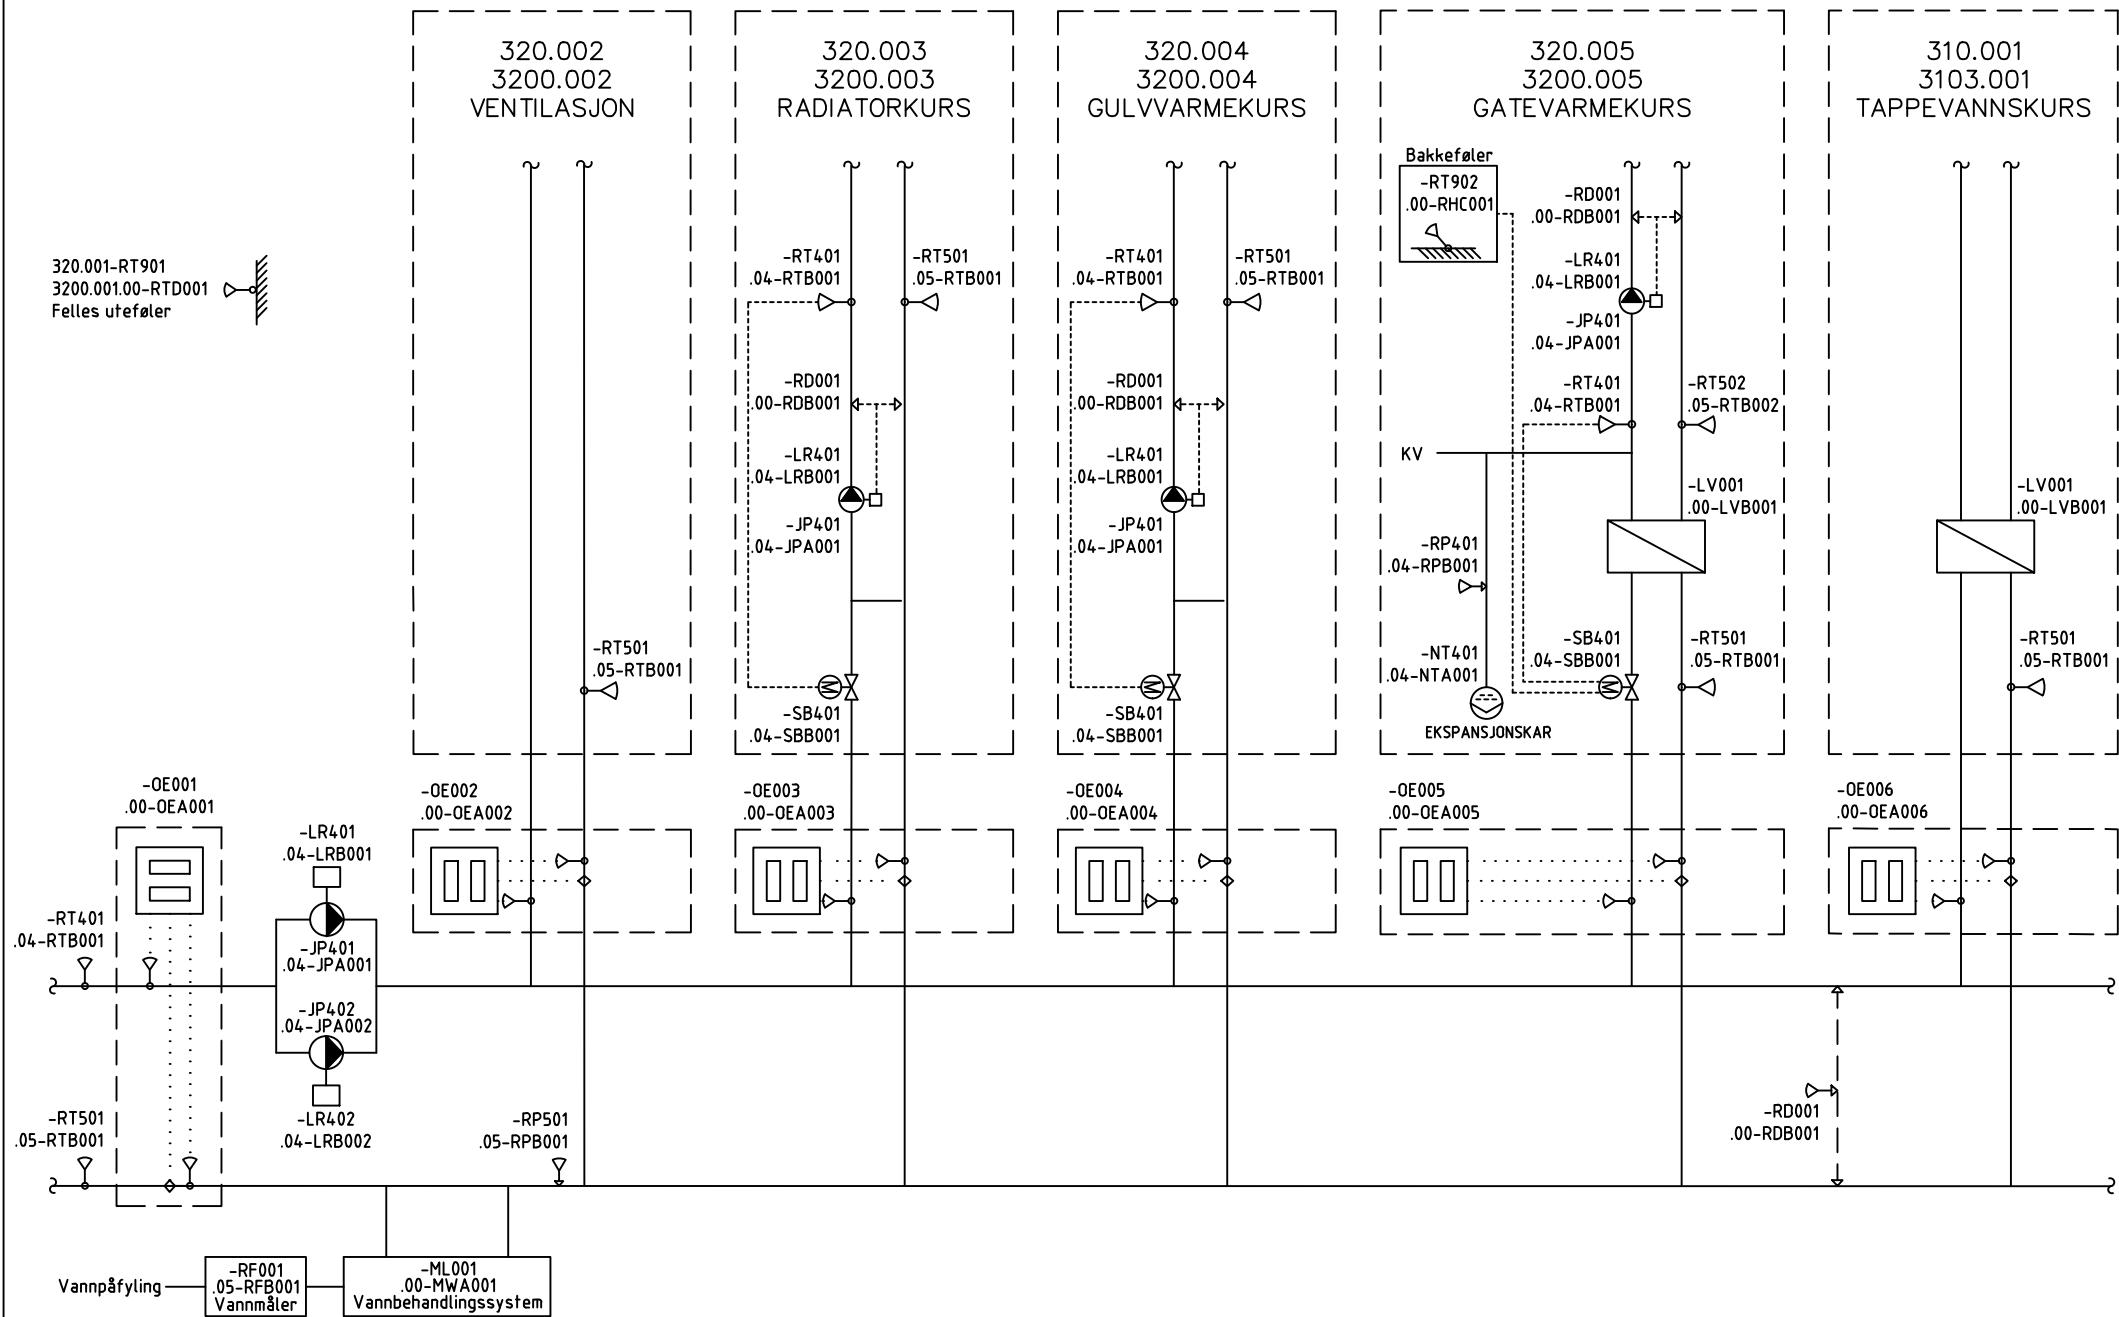 320.002
3200.002
VENTILASJON
320.003
3200.003
RADIATORKURS
320.004
3200.004
GULVVARMEKURS
320.005
3200.005
GATEVARMEKURS
310.001
3103.001
TAPPEVANNSKURS
320.001-RT901
3200.001.00-RTD001
Felles uteføler
-RT501
.05-RTB001
-RT401
.04-RTB001
-RT501
.05-RTB001
-RD001
.00-RDB001
-LR401
.04-LRB001
-JP401
.04-JPA001
-SB401
.04-SBB001
-RT401
.04-RTB001
-RT501
.05-RTB001
-RD001
.00-RDB001
-LR401
.04-LRB001
-JP401
.04-JPA001
-SB401
.04-SBB001
Bakkeføler
-RT902
.00-RHC001
-RD001
.00-RDB001
-LR401
.04-LRB001
-JP401
.04-JPA001
-RT401
.04-RTB001
-RT502
.05-RTB002
KV
-LV001
.00-LVB001
-RP401
.04-RPB001
-NT401
.04-NTA001
EKSPANSJONSKAR
-SB401
.04-SBB001
-RT501
.05-RTB001
-LV001
.00-LVB001
-RT501
.05-RTB001
-OE001
.00-OEA001
-OE002
.00-OEA002
-OE003
.00-OEA003
-OE004
.00-OEA004
-OE005
.00-OEA005
-OE006
.00-OEA006
-LR401
.04-LRB001
-RT401
.04-RTB001
-JP401
.04-JPA001
-JP402
.04-JPA002
-LR402
.04-LRB002
-RT501
.05-RTB001
-RP501
.05-RPB001
-RD001
.00-RDB001
Vannpåfyling
-RF001
.05-RFB001
Vannmåler
-ML001
.00-MWA001
Vannbehandlingssystem